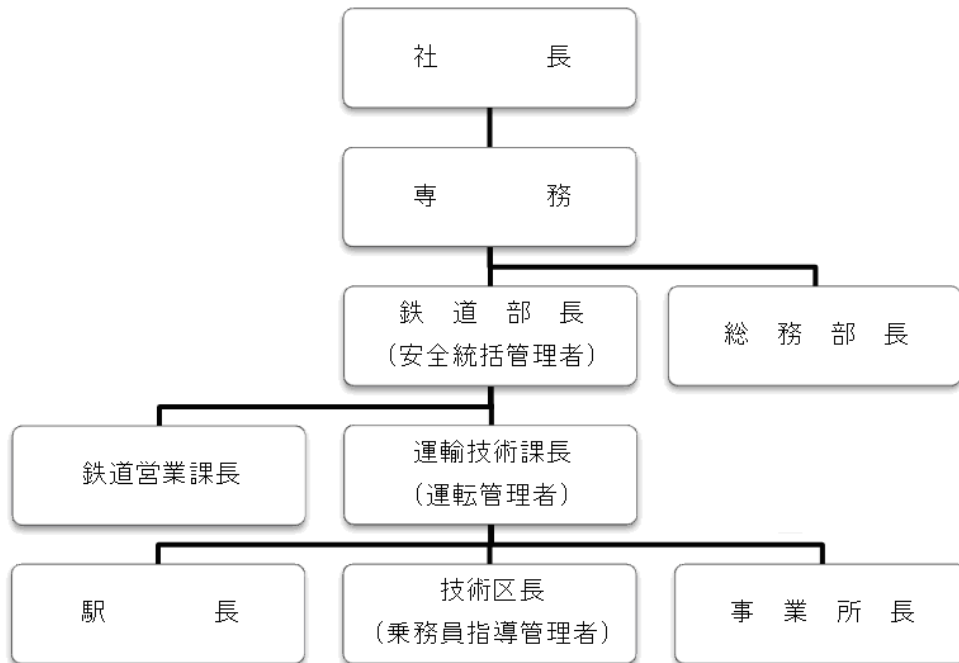 社長
専務
鉄道部長
(安全統括管理者)
総務部長
鉄道営業課長
運輸技術課長
(運転管理者)
駅長
技術区長
(乗務員指導管理者)
事業所長